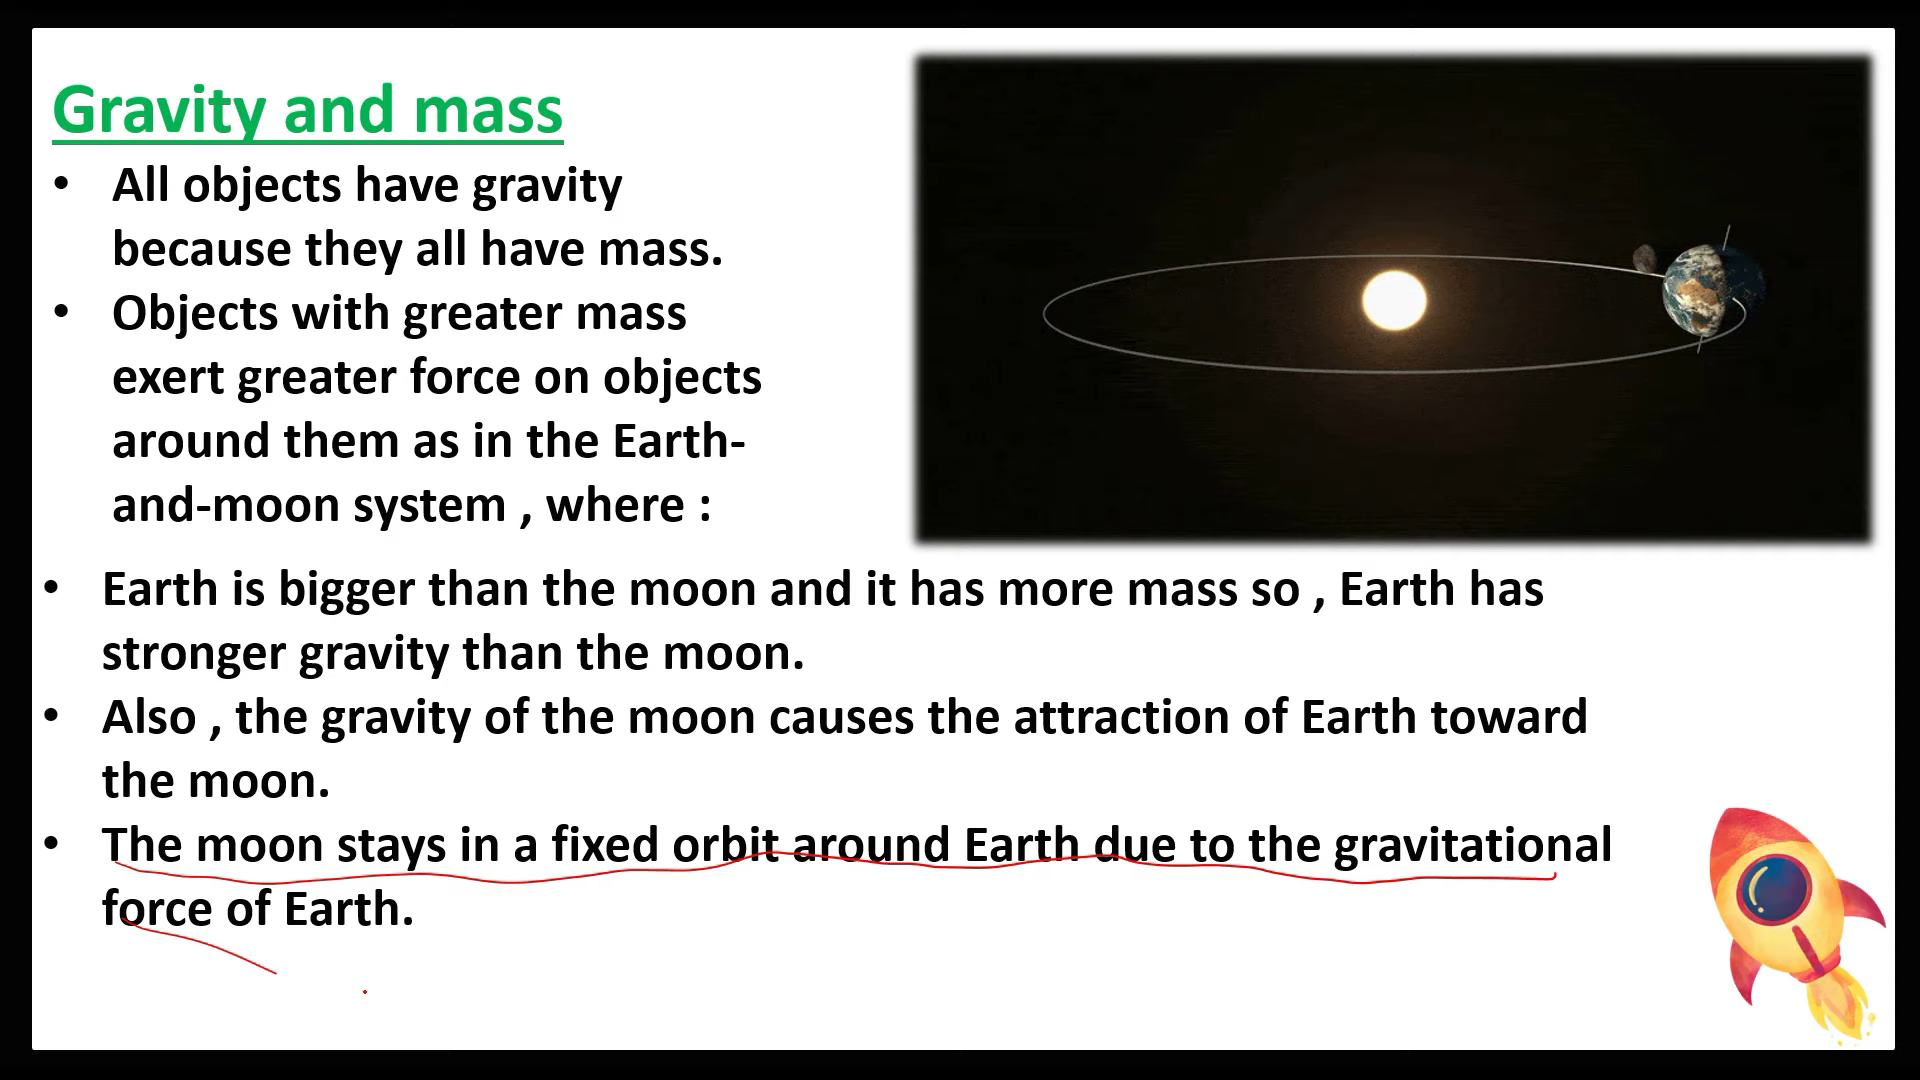 Gravity and mass
• All objects have gravity
because they all have mass.
• Objects with greater mass
exert greater force on objects
around them as in the Earth-
and-moon system , where :
• Earth is bigger than the moon and it has more mass so , Earth has
stronger gravity than the moon.
• Also , the gravity of the moon causes the attraction of Earth toward
the moon.
• The moon stays in a fixed orbit around Earth due to the gravitational
force of Earth.